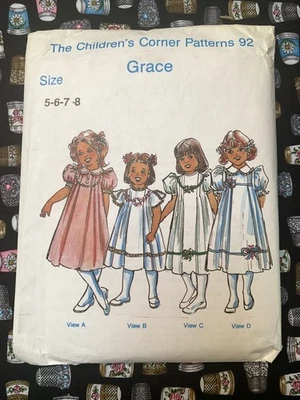 The Children's Corner Patterns 92
Grace
Size
5-6-7-8
View A View B View C View D